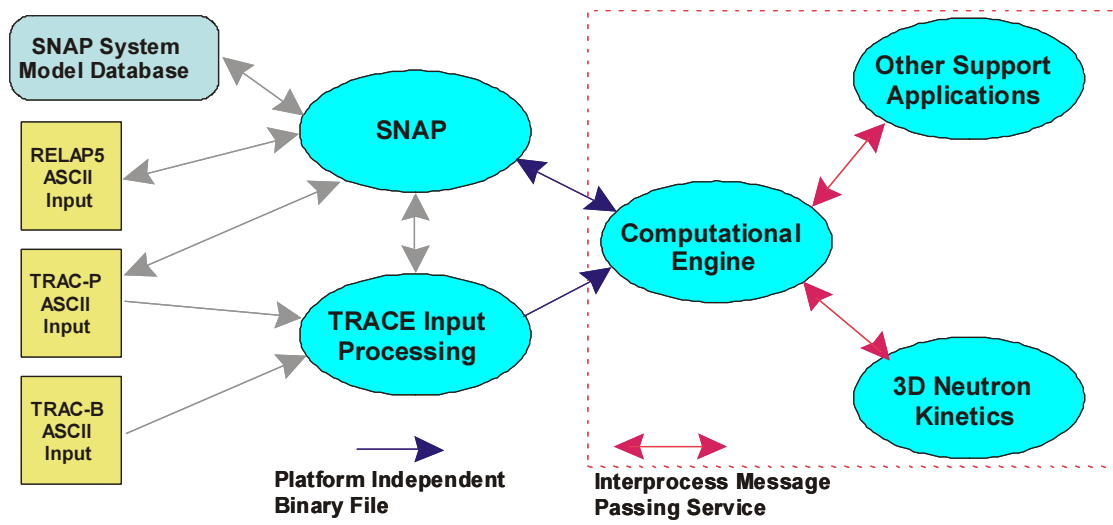 SNAP System
Model Database
RELAP5
ASCII
Input
TRAC-P
ASCII
Input
TRAC-B
ASCII
Input
SNAP
TRACE Input
Processing
Computational
Engine
Other Support
Applications
3D Neutron
Kinetics
Platform Independent
Binary File
Interprocess Message
Passing Service